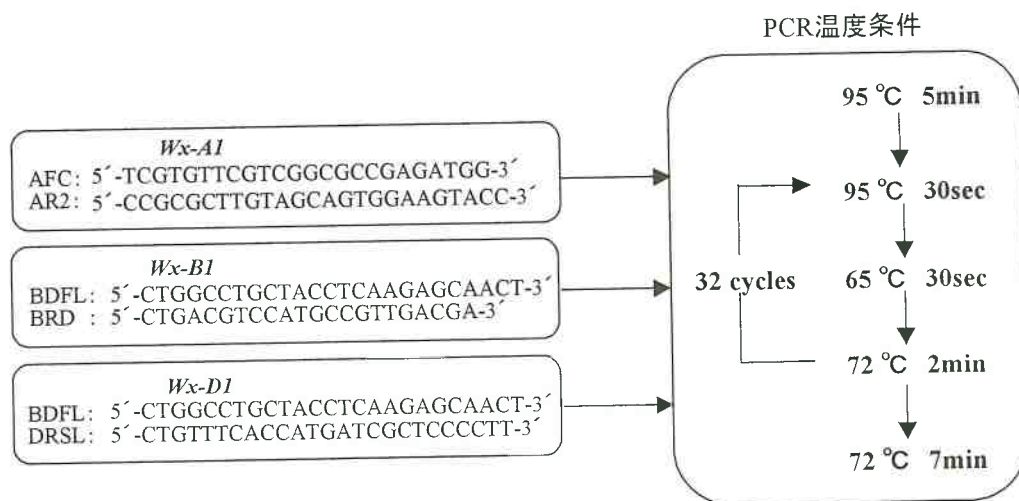 PCR温度条件
95 ℃ 5min
Wx-A1
AFC: 5´-TCGTGTTCGTCGGCGCCGAGATGG-3´
AR2: 5´-CCGCGCTTGTAGCAGTGGAAGTACC-3´
95 ℃ 30sec
Wx-B1
BDFL: 5´-CTGGCCTGCTACCTCAAGAGCAACT-3´
BRD : 5´-CTGACGTCCATGCCGTTGACGA-3´
32 cycles
65 ℃ 30sec
72 ℃ 2min
Wx-D1
BDFL: 5´-CTGGCCTGCTACCTCAAGAGCAACT-3´
DRSL: 5´-CTGTTTCACCATGATCGCTCCCCTT-3´
72 ℃ 7min